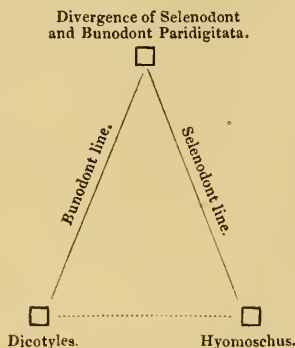 Divergence of Selenodont
and Bunodont Paridigitata.
Bunodont line.
Selenodont line.
Dicotyles.
Hyomoschus.